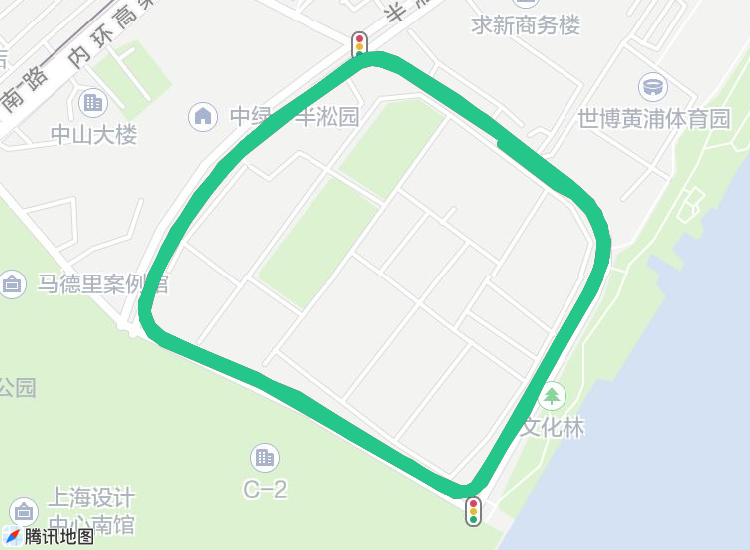 半淞
求新商务楼
内环高架
南路
中山大楼
中绿
半淞园
世博黄浦体育园
马德里案例馆
公园
文化林
C-2
上海设计
中心南馆
腾讯地图